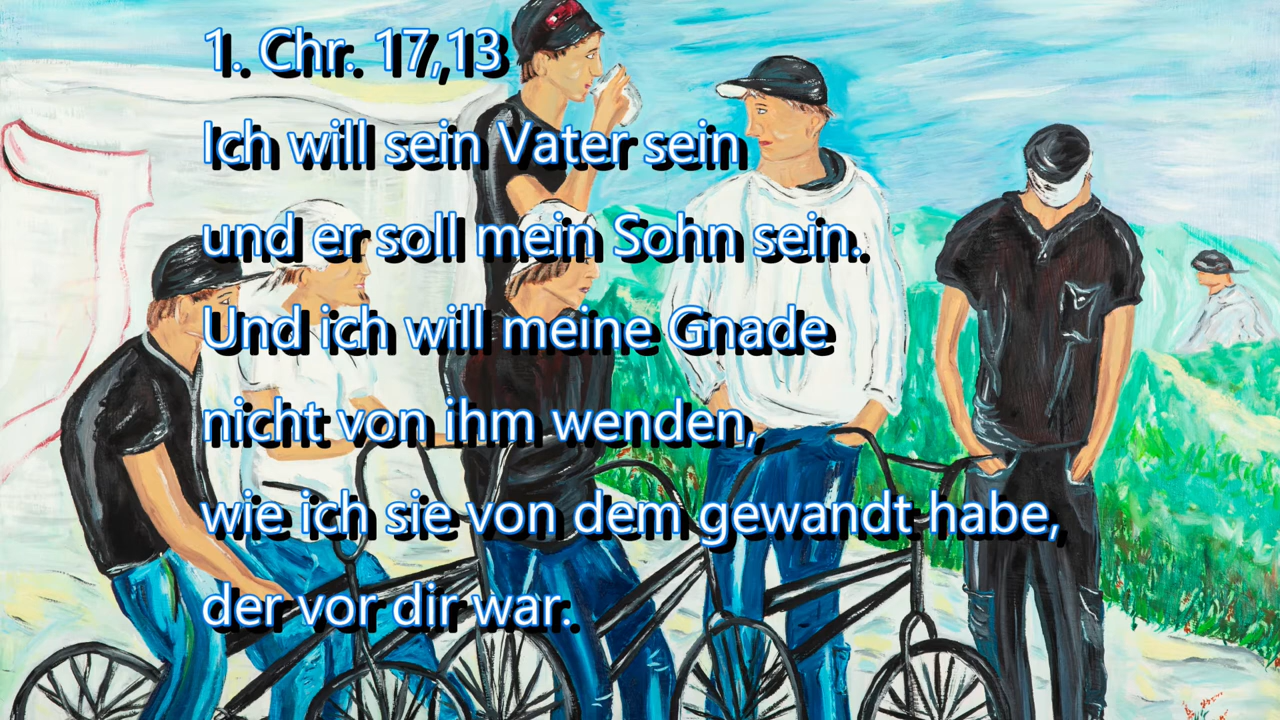 1. Chr. 17,13
Ich will sein Vater sein
und er soll mein Sohn sein.
Und ich will meine Gnade
nicht von ihm wenden,
wie ich sie von dem gewandt habe,
der vor dir war.